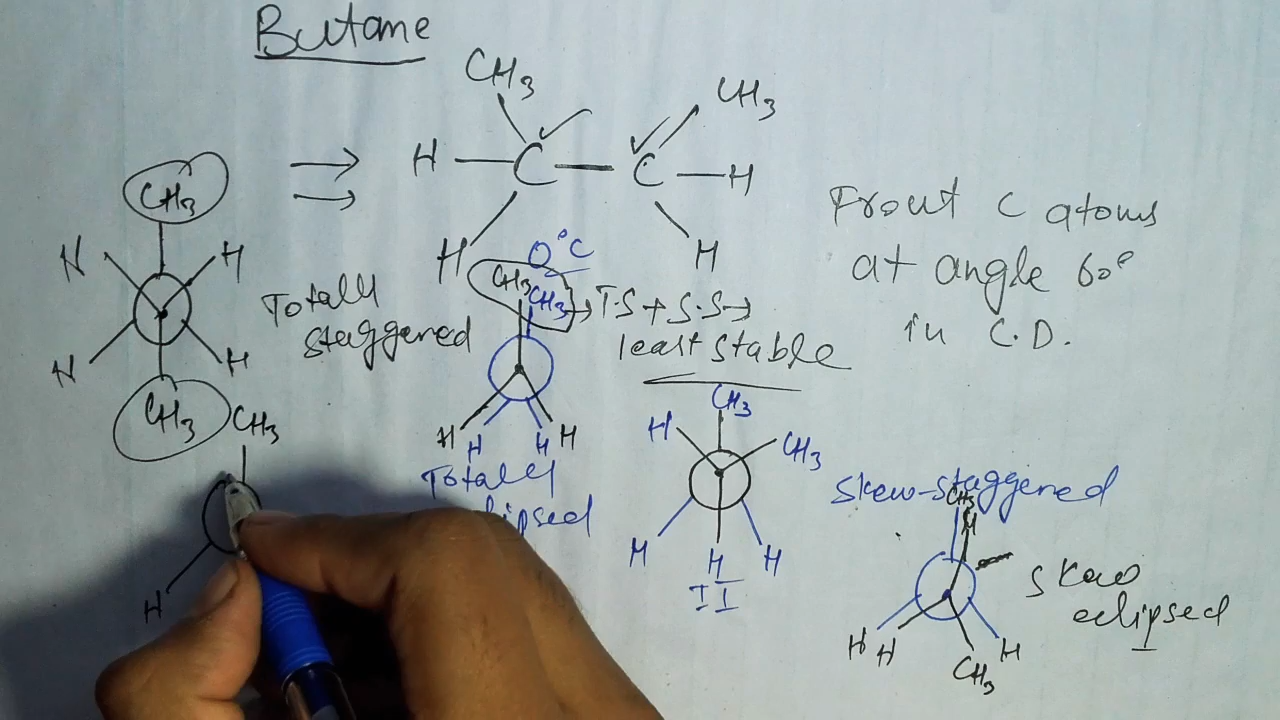 Butane
CH3
CH3
H
C
C
H
H
H
CH3
H
H
H
H
CH3
Totally
staggered
0°C
CH3
CH3
T.S + S.S →
least stable
H
H
H
H
Totally
lipsed
Front C atoms
at angle 60°
in C.D.
CH3
H
CH3
H
H
H
II
Skew-staggered
CH3
H
H
H
CH3
H
Skew
eclipsed
I
CH3
H